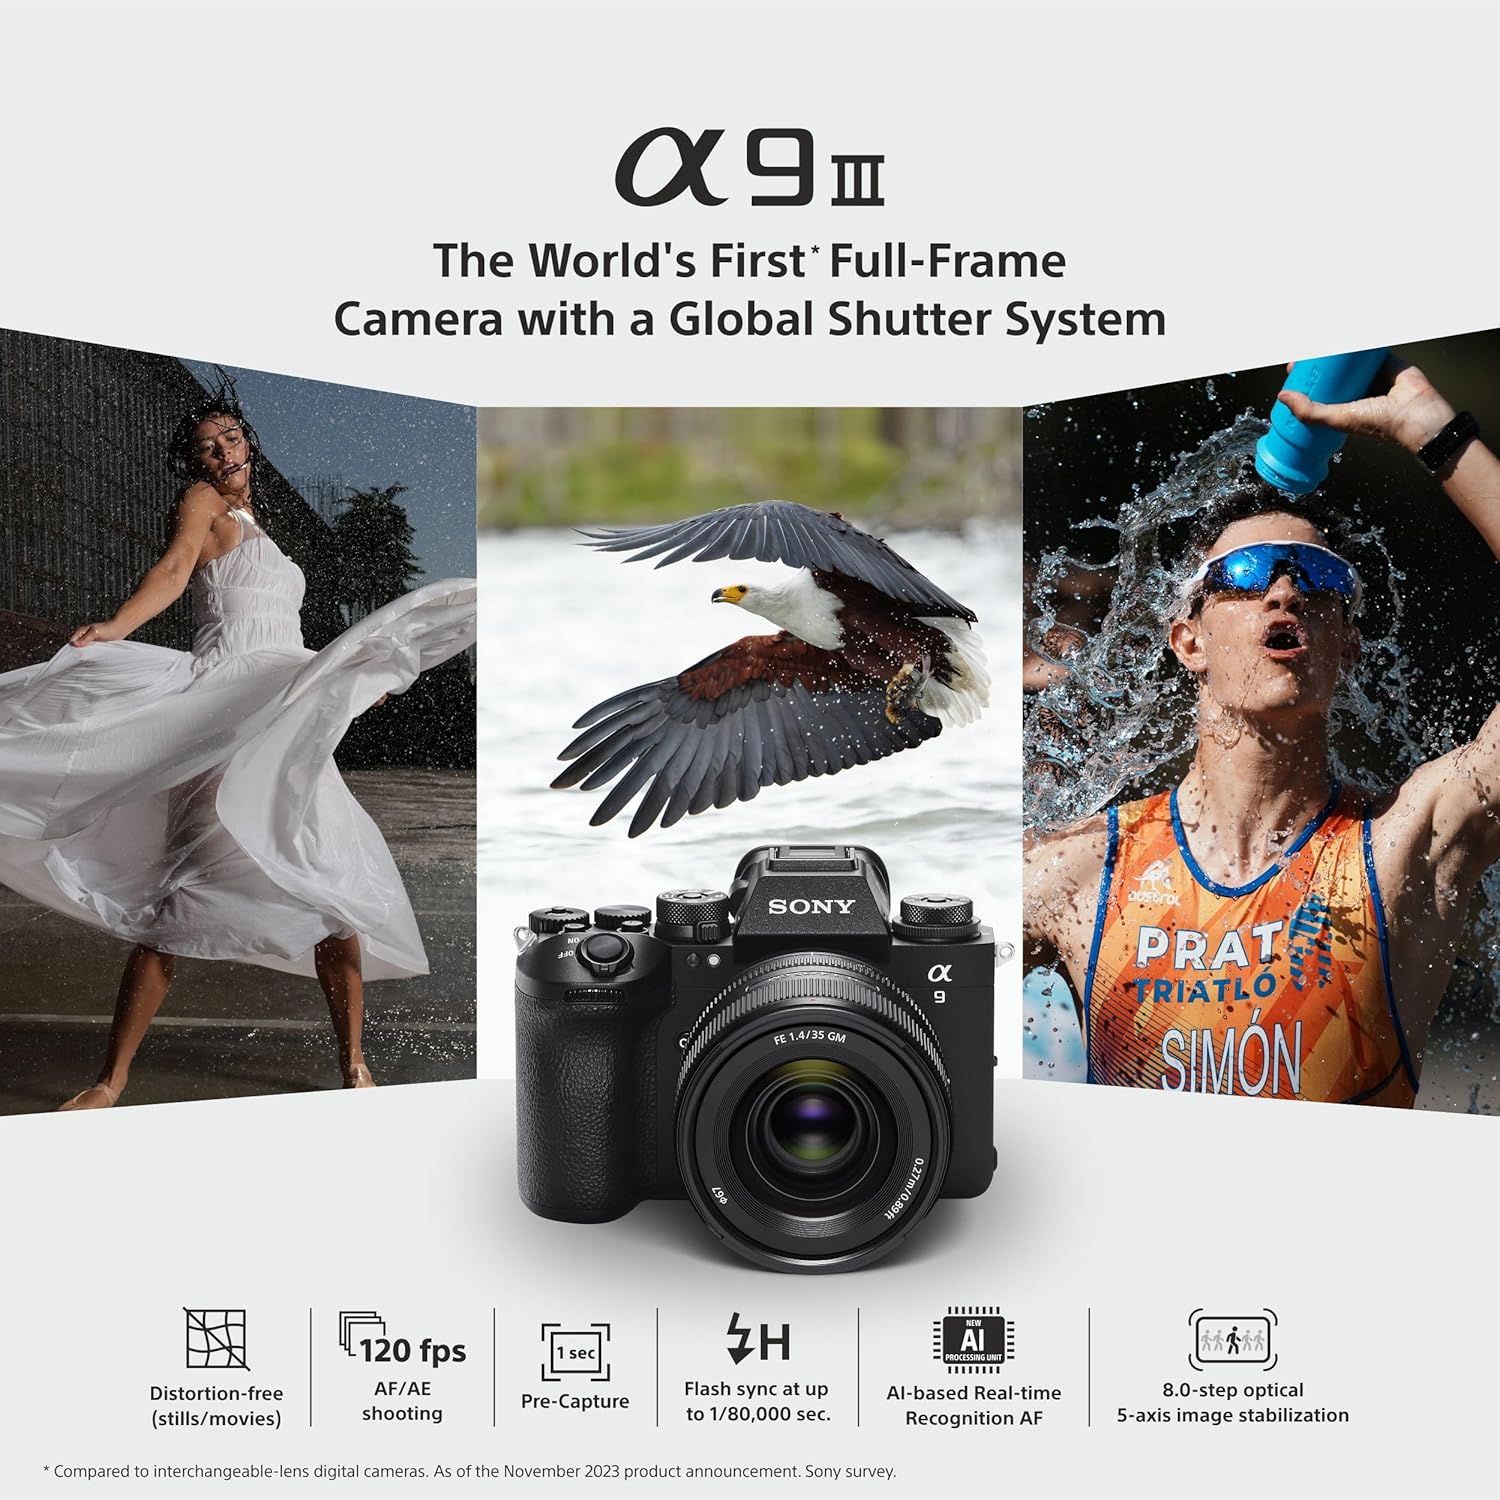 α 9 III
The World's First* Full-Frame
Camera with a Global Shutter System
PRAT
TRIATLÓ
SIMÓN
SONY
ON
OFF
α
9
FE 1.4/35 GM
0.27m/0.89ft
Φ67
120 fps
1 sec
H
NEW
AI
PROCESSING UNIT
Distortion-free
(stills/movies)
AF/AE
shooting
Pre-Capture
Flash sync at up
to 1/80,000 sec.
AI-based Real-time
Recognition AF
8.0-step optical
5-axis image stabilization
* Compared to interchangeable-lens digital cameras. As of the November 2023 product announcement. Sony survey.